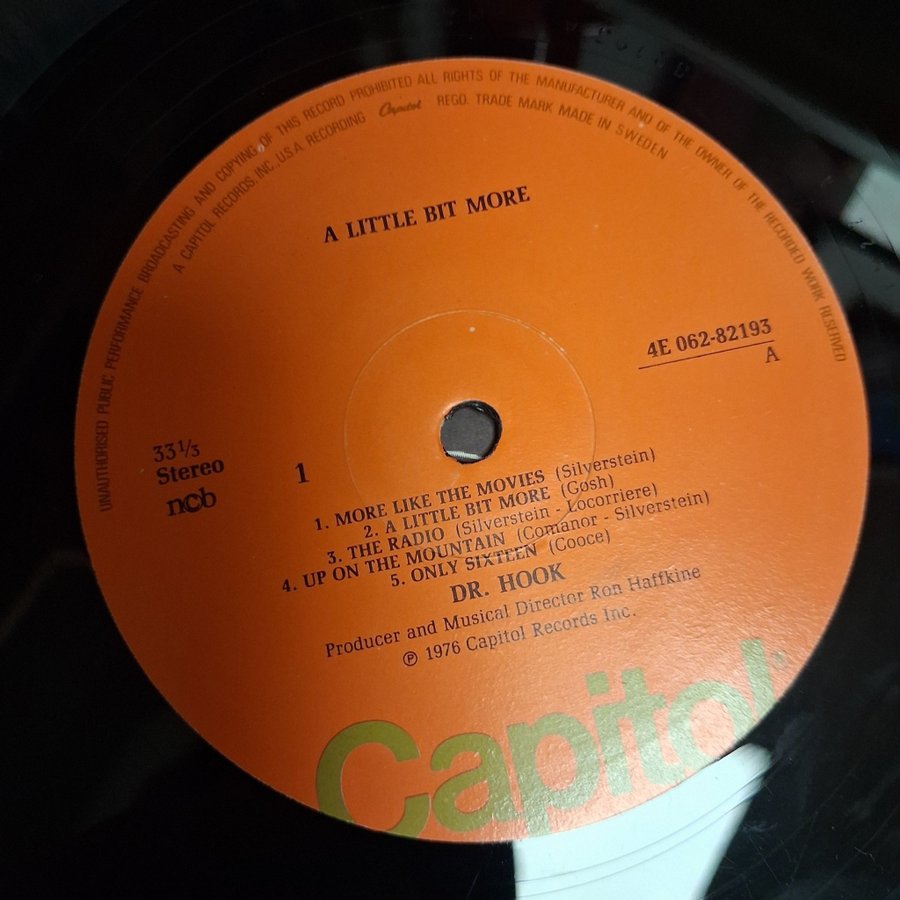 UNAUTHORISED PUBLIC PERFORMANCE BROADCASTING AND COPYING OF THIS RECORD PROHIBITED ALL RIGHTS OF THE MANUFACTURER AND OF THE OWNER OF THE RECORDED WORK RESERVED
A CAPITOL RECORDS, INC. U.S.A. RECORDING Capitol REGD. TRADE MARK MADE IN SWEDEN
A LITTLE BIT MORE
4E 062-82193
A
33 1/3
Stereo
ncb
1
1. MORE LIKE THE MOVIES (Silverstein)
2. A LITTLE BIT MORE (Gosh)
3. THE RADIO (Silverstein - Locorriere)
4. UP ON THE MOUNTAIN (Comanor - Silverstein)
5. ONLY SIXTEEN (Cooce)
DR. HOOK
Producer and Musical Director Ron Haffkine
℗ 1976 Capitol Records Inc.
Capitol